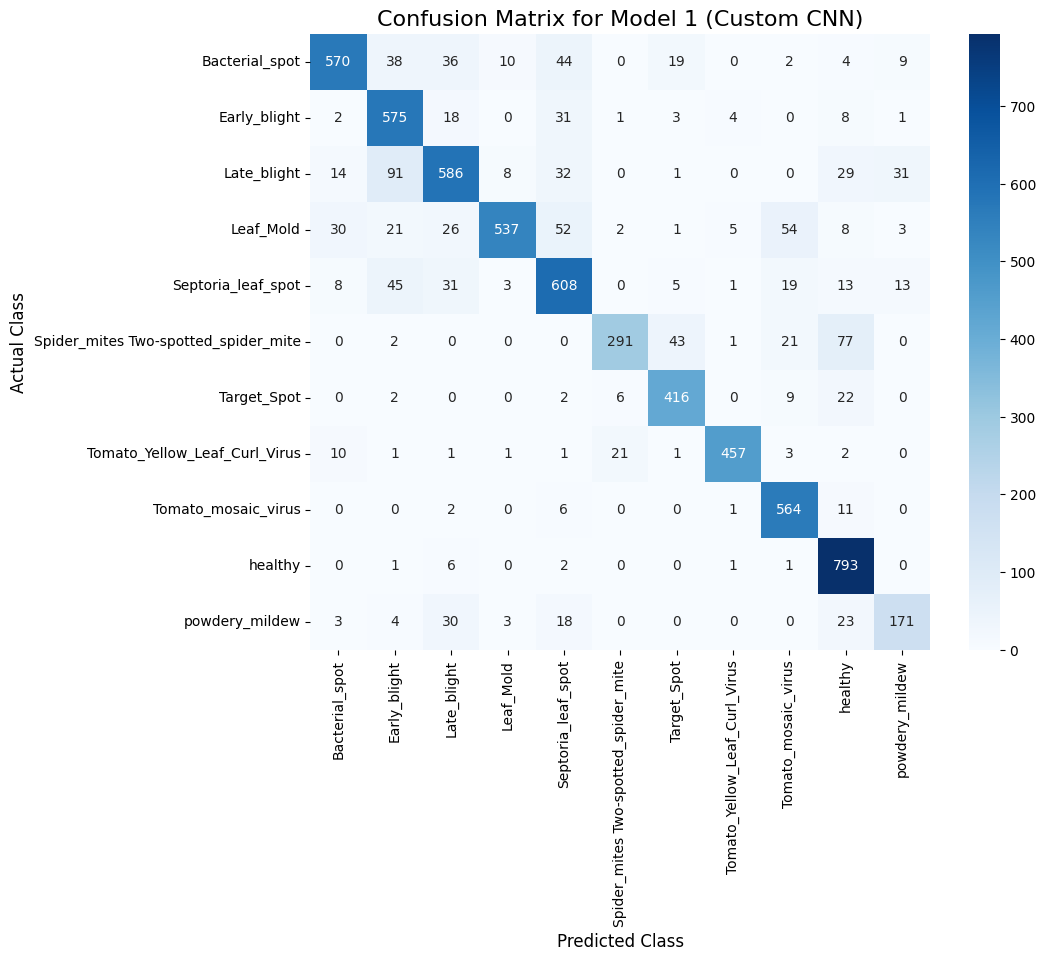 Confusion Matrix for Model 1 (Custom CNN)
Actual Class
Bacterial_spot 570 38 36 10 44 0 19 0 2 4 9
Early_blight 2 575 18 0 31 1 3 4 0 8 1
Late_blight 14 91 586 8 32 0 1 0 0 29 31
Leaf_Mold 30 21 26 537 52 2 1 5 54 8 3
Septoria_leaf_spot 8 45 31 3 608 0 5 1 19 13 13
Spider_mites Two-spotted_spider_mite 0 2 0 0 0 291 43 1 21 77 0
Target_Spot 0 2 0 0 2 6 416 0 9 22 0
Tomato_Yellow_Leaf_Curl_Virus 10 1 1 1 1 21 1 457 3 2 0
Tomato_mosaic_virus 0 0 2 0 6 0 0 1 564 11 0
healthy 0 1 6 0 2 0 0 1 1 793 0
powdery_mildew 3 4 30 3 18 0 0 0 0 23 171
Bacterial_spot
Early_blight
Late_blight
Leaf_Mold
Septoria_leaf_spot
Spider_mites Two-spotted_spider_mite
Target_Spot
Tomato_Yellow_Leaf_Curl_Virus
Tomato_mosaic_virus
healthy
powdery_mildew
Predicted Class
700
600
500
400
300
200
100
0